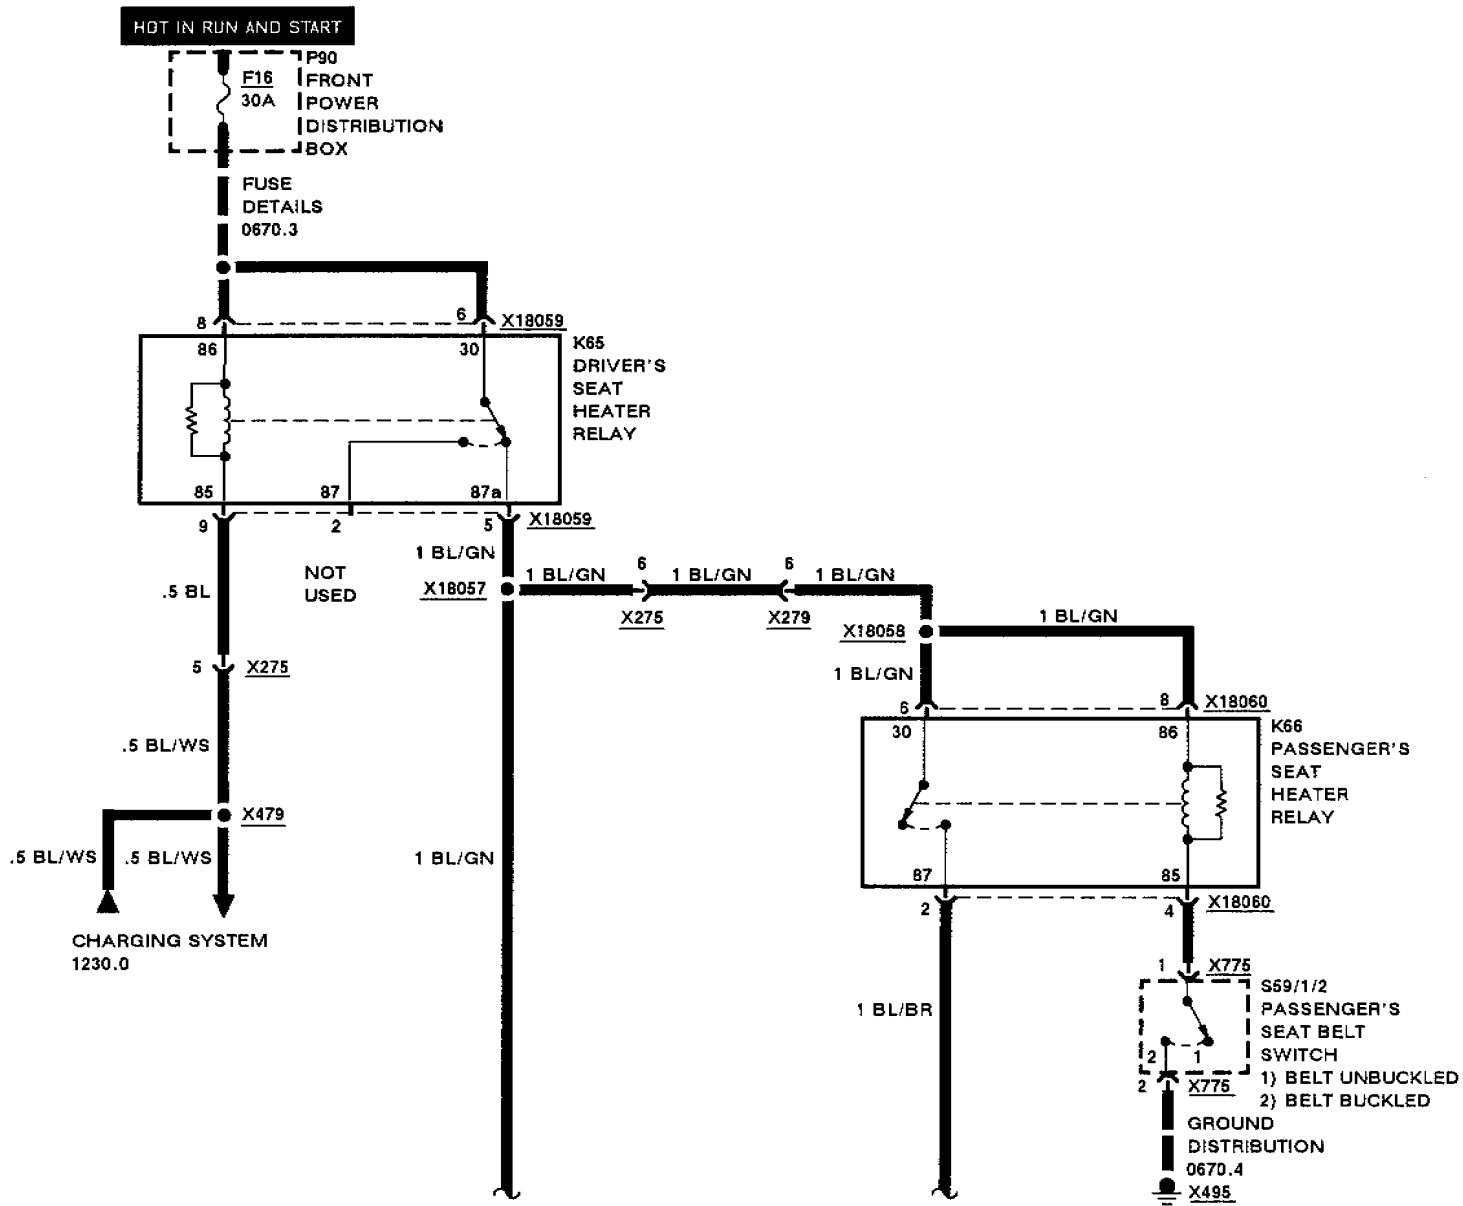 HOT IN RUN AND START
P90
FRONT
POWER
DISTRIBUTION
BOX
F16
30A
FUSE
DETAILS
0670.3
8
6
X18059
86
30
K65
DRIVER'S
SEAT
HEATER
RELAY
85
87
87a
9
2
5
X18059
1 BL/GN
NOT
USED
.5 BL
X18057
1 BL/GN
6
1 BL/GN
6
1 BL/GN
X275
X279
X18058
1 BL/GN
1 BL/GN
5
X275
6
8
X18060
30
86
K66
PASSENGER'S
SEAT
HEATER
RELAY
.5 BL/WS
X479
.5 BL/WS
.5 BL/WS
1 BL/GN
87
85
2
4
X18060
CHARGING SYSTEM
1230.0
1
X775
S59/1/2
PASSENGER'S
SEAT BELT
SWITCH
1) BELT UNBUCKLED
2) BELT BUCKLED
1 BL/BR
2
1
2
X775
GROUND
DISTRIBUTION
0670.4
X495